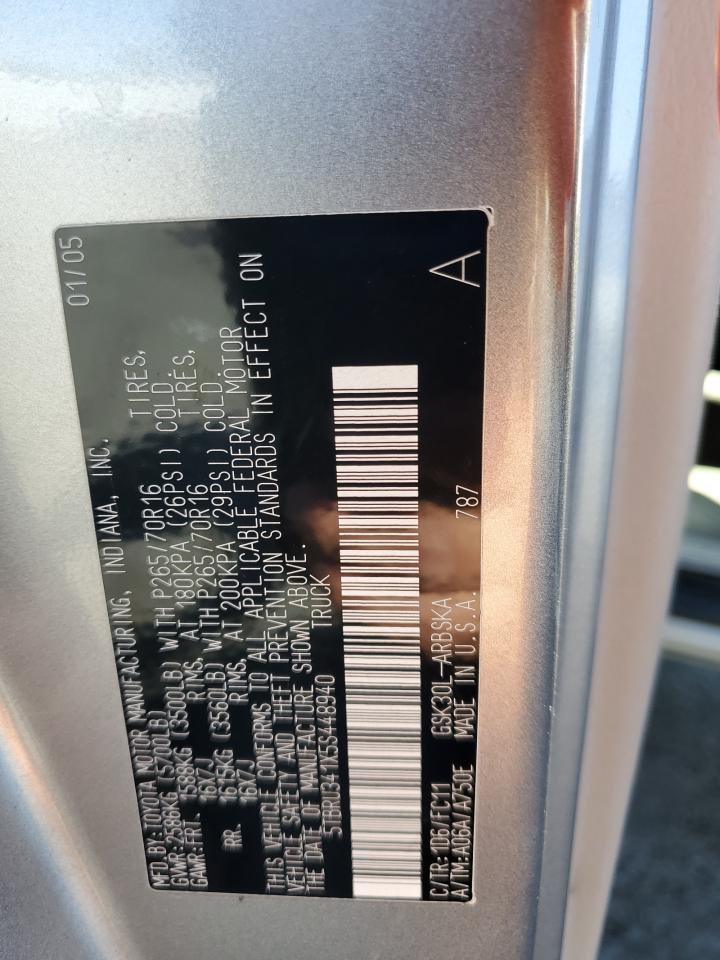 MFD.BY: TOYOTA MOTOR MANUFACTURING, INDIANA, INC. 01/05
GVWR: 2586KG (5700LB)
GAWR: FRT. 1588KG (3500LB) WITH P265/70R16 TIRES,
16X7J RIMS, AT 180KPA (26PSI) COLD.
RR. 1615KG (3560LB) WITH P265/70R16 TIRES,
16X7J RIMS, AT 200KPA (29PSI) COLD.
THIS VEHICLE CONFORMS TO ALL APPLICABLE FEDERAL MOTOR
VEHICLE SAFETY AND THEFT PREVENTION STANDARDS IN EFFECT ON
THE DATE OF MANUFACTURE SHOWN ABOVE.
5TBRU341X5S448940 TRUCK
C/TR: 1D6/FC11 GSK30L-ARBSKA A
A/TM: A06A/A750E MADE IN U.S.A. 787